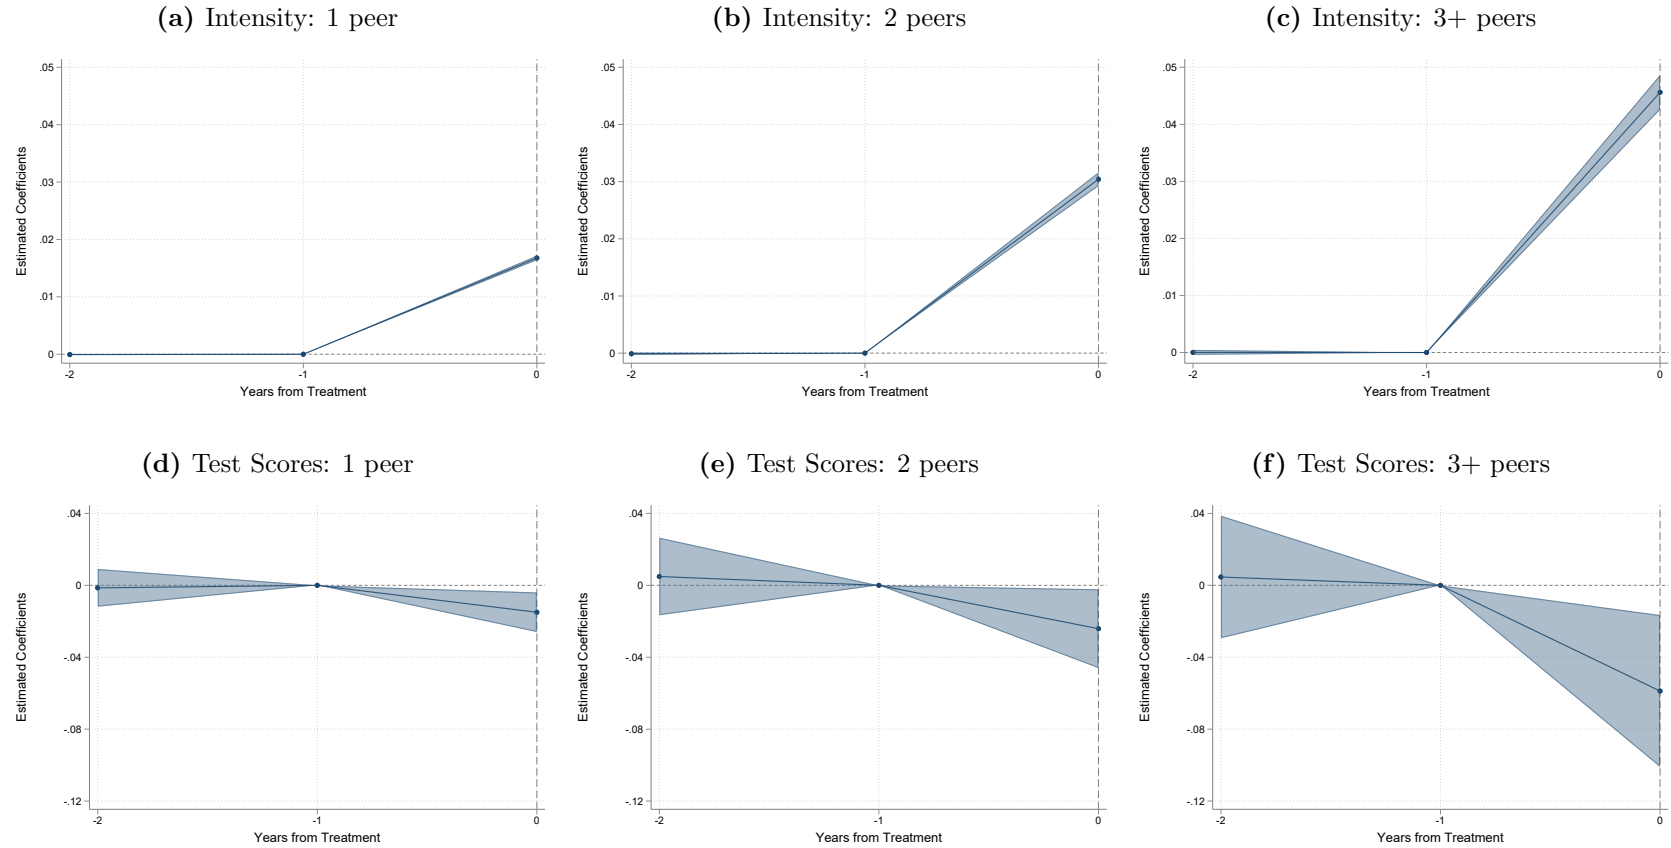 (a) Intensity: 1 peer
(b) Intensity: 2 peers
(c) Intensity: 3+ peers
.05
.04
.03
.02
.01
0
Estimated Coefficients
-2
-1
0
Years from Treatment
.05
.04
.03
.02
.01
0
Estimated Coefficients
-2
-1
0
Years from Treatment
.05
.04
.03
.02
.01
0
Estimated Coefficients
-2
-1
0
Years from Treatment
(d) Test Scores: 1 peer
(e) Test Scores: 2 peers
(f) Test Scores: 3+ peers
.04
0
-.04
-.08
-.12
Estimated Coefficients
-2
-1
0
Years from Treatment
.04
0
-.04
-.08
-.12
Estimated Coefficients
-2
-1
0
Years from Treatment
.04
0
-.04
-.08
-.12
Estimated Coefficients
-2
-1
0
Years from Treatment